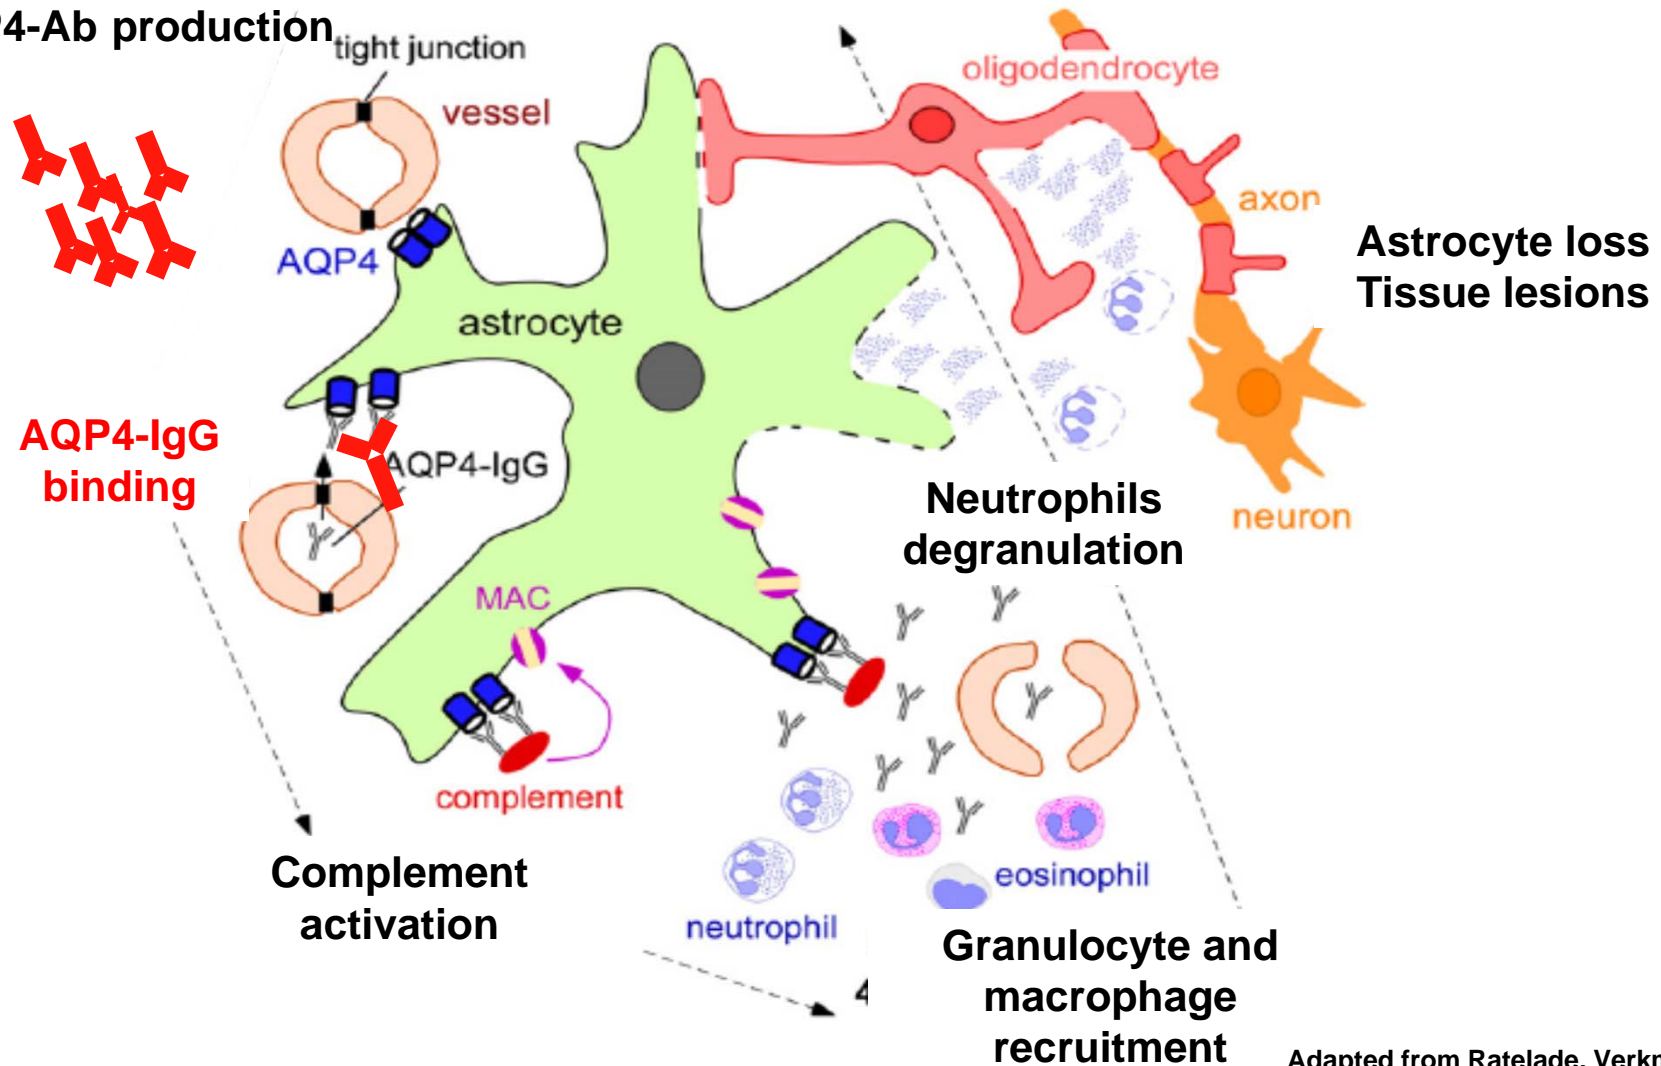 P4-Ab production
tight junction
vessel
oligodendrocyte
axon
Astrocyte loss
Tissue lesions
AQP4
astrocyte
AQP4-IgG
binding
AQP4-IgG
Neutrophils
degranulation
neuron
MAC
complement
Complement
activation
eosinophil
neutrophil
Granulocyte and
macrophage
recruitment
4
Adapted from Ratelade, Verkm